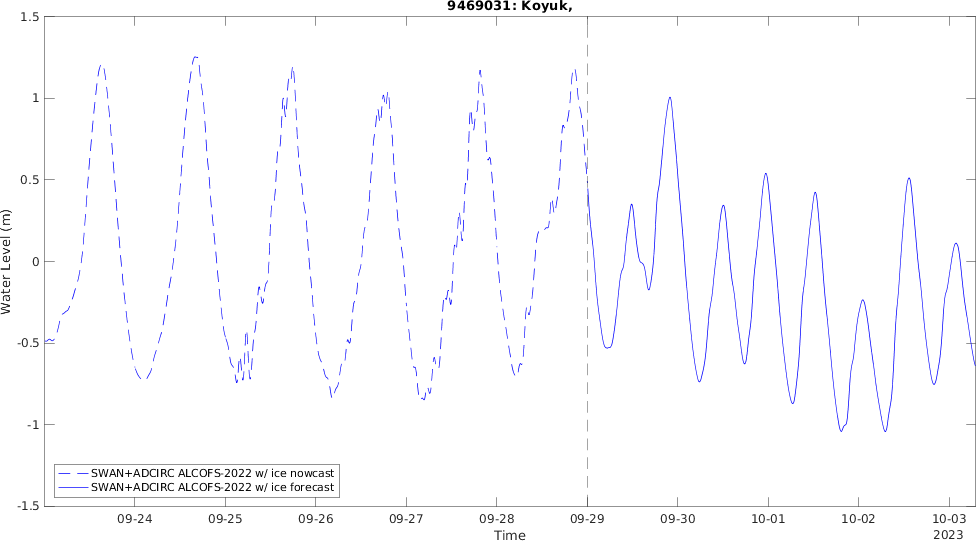 9469031: Koyuk,
1.5
1
0.5
0
-0.5
-1
-1.5
Water Level (m)
SWAN+ADCIRC ALCOFS-2022 w/ ice nowcast
SWAN+ADCIRC ALCOFS-2022 w/ ice forecast
09-24 09-25 09-26 09-27 09-28 09-29 09-30 10-01 10-02 10-03
Time 2023